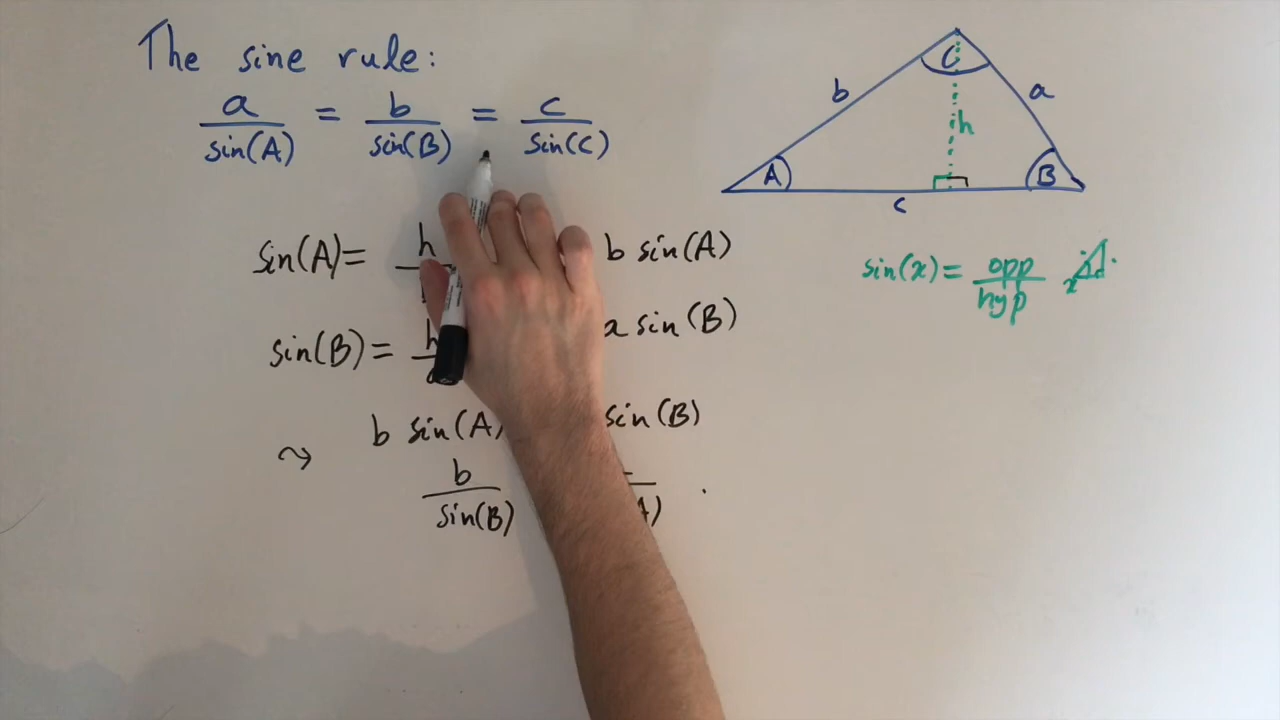 The sine rule:
a/sin(A) = b/sin(B) = c/sin(C)
sin(A) = h
b sin(A)
sin(B) = h
a sin(B)
⤳ b sin(A) sin(B)
b/sin(B)
A) .
C
b
a
h
A
B
c
sin(x) = opp/hyp
x